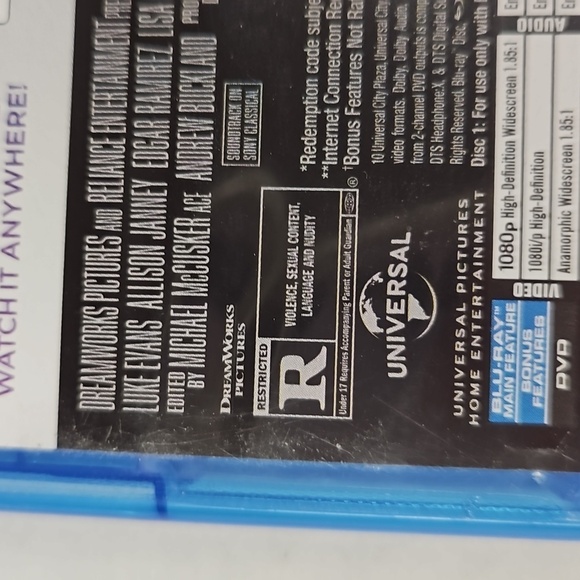 WATCH IT ANYWHERE!
DREAMWORKS PICTURES AND RELIANCE ENTERTAINMENT
LUKE EVANS ALLISON JANNEY EDGAR RAMIREZ LISA
EDITED BY MICHAEL McCUSKER ACE ANDREW BUCKLAND
DREAMWORKS
PICTURES
SOUNDTRACK ON
SONY CLASSICAL
RESTRICTED
R
VIOLENCE, SEXUAL CONTENT,
LANGUAGE AND NUDITY
Under 17 Requires Accompanying Parent or Adult Guardian
®
*Redemption code subje
**Internet Connection Re
†Bonus Features Not Ra
UNIVERSAL
10 Universal City Plaza, Universal City
video formats. Dolby, Dolby Audio,
from 2-channel DVD outputs is comp
DTS Headphone:X, & DTS Digital Su
Rights Reserved. Blu-ray™ Disc
UNIVERSAL PICTURES
HOME ENTERTAINMENT
Disc 1: For use only with
VIDEO
AUDIO
BLU-RAY™
MAIN FEATURE
1080p High-Definition Widescreen 1.85:1
BONUS
FEATURES
1080i/p High-Definition
DVD
Anamorphic Widescreen 1.85:1